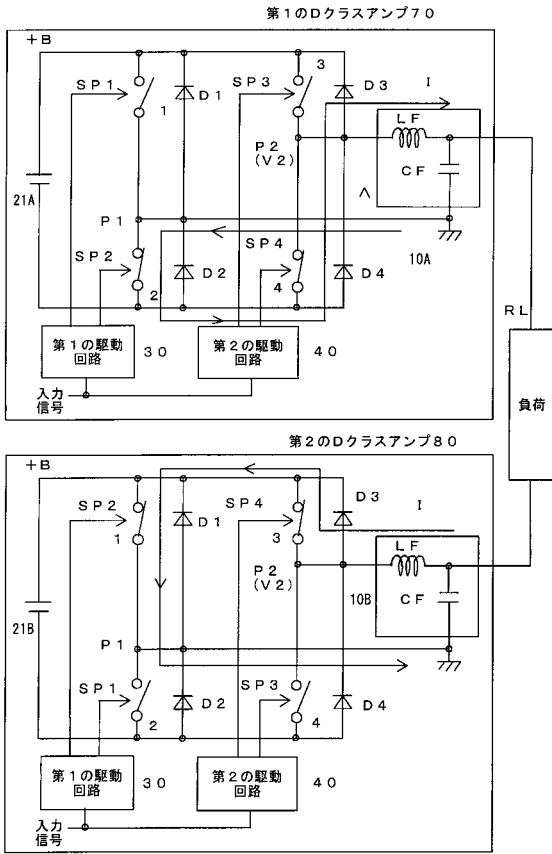 第1のDクラスアンプ70
+B
SP1
1
D1
SP3
3
D3
I
LF
CF
P2
(V2)
21A
P1
SP2
2
D2
SP4
4
D4
10A
第1の駆動
回路
30
第2の駆動
回路
40
入力
信号
RL
負荷
第2のDクラスアンプ80
+B
SP2
1
D1
SP4
3
D3
I
LF
CF
P2
(V2)
10B
21B
P1
SP1
2
D2
SP3
4
D4
第1の駆動
回路
30
第2の駆動
回路
40
入力
信号